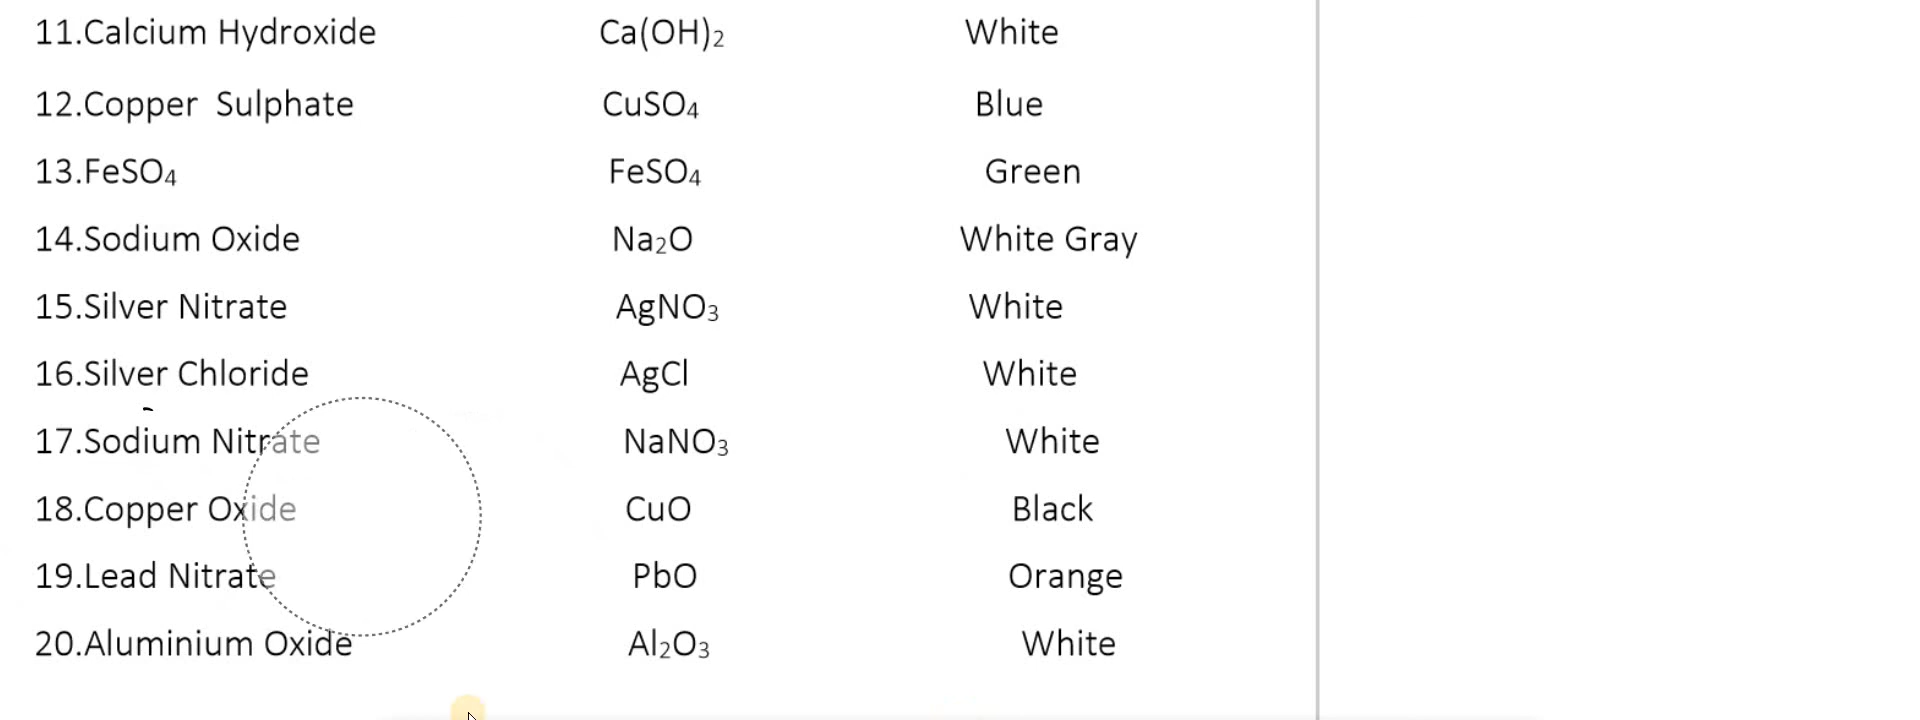 11.Calcium Hydroxide Ca(OH)₂ White
12.Copper Sulphate CuSO₄ Blue
13.FeSO₄ FeSO₄ Green
14.Sodium Oxide Na₂O White Gray
15.Silver Nitrate AgNO₃ White
16.Silver Chloride AgCl White
17.Sodium Nitrate NaNO₃ White
18.Copper Oxide CuO Black
19.Lead Nitrate PbO Orange
20.Aluminium Oxide Al₂O₃ White